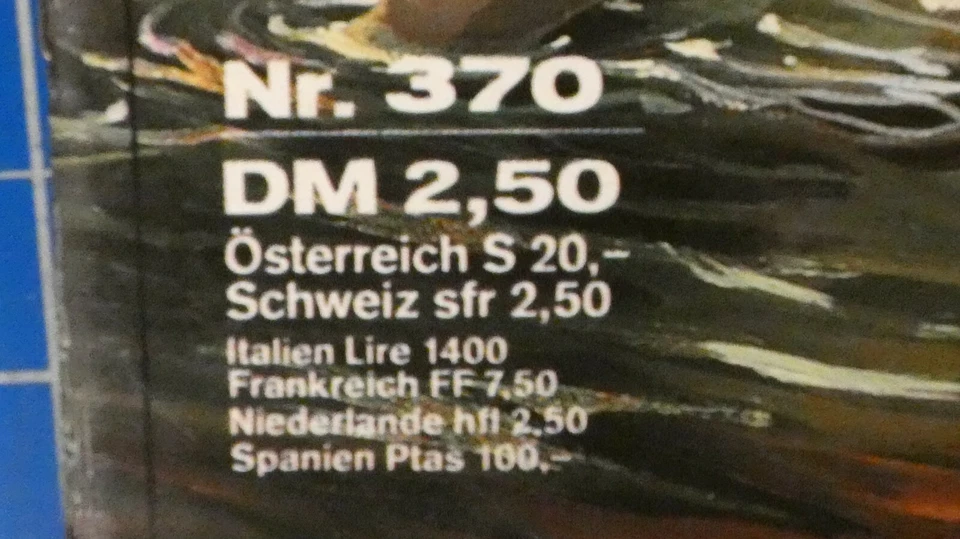 Nr. 370
DM 2,50
Österreich S 20,–
Schweiz sfr 2,50
Italien Lire 1400
Frankreich FF 7,50
Niederlande hfl 2,50
Spanien Ptas 100,–